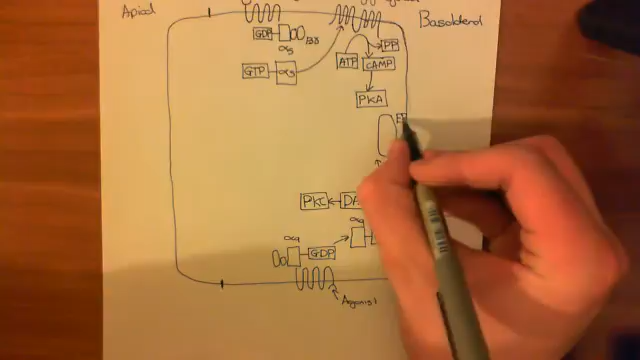 Apical
Basolateral
GDP
αs
βγ
GTP
αs
ATP
PP
cAMP
PKA
PKC
αq
GDP
Agonist